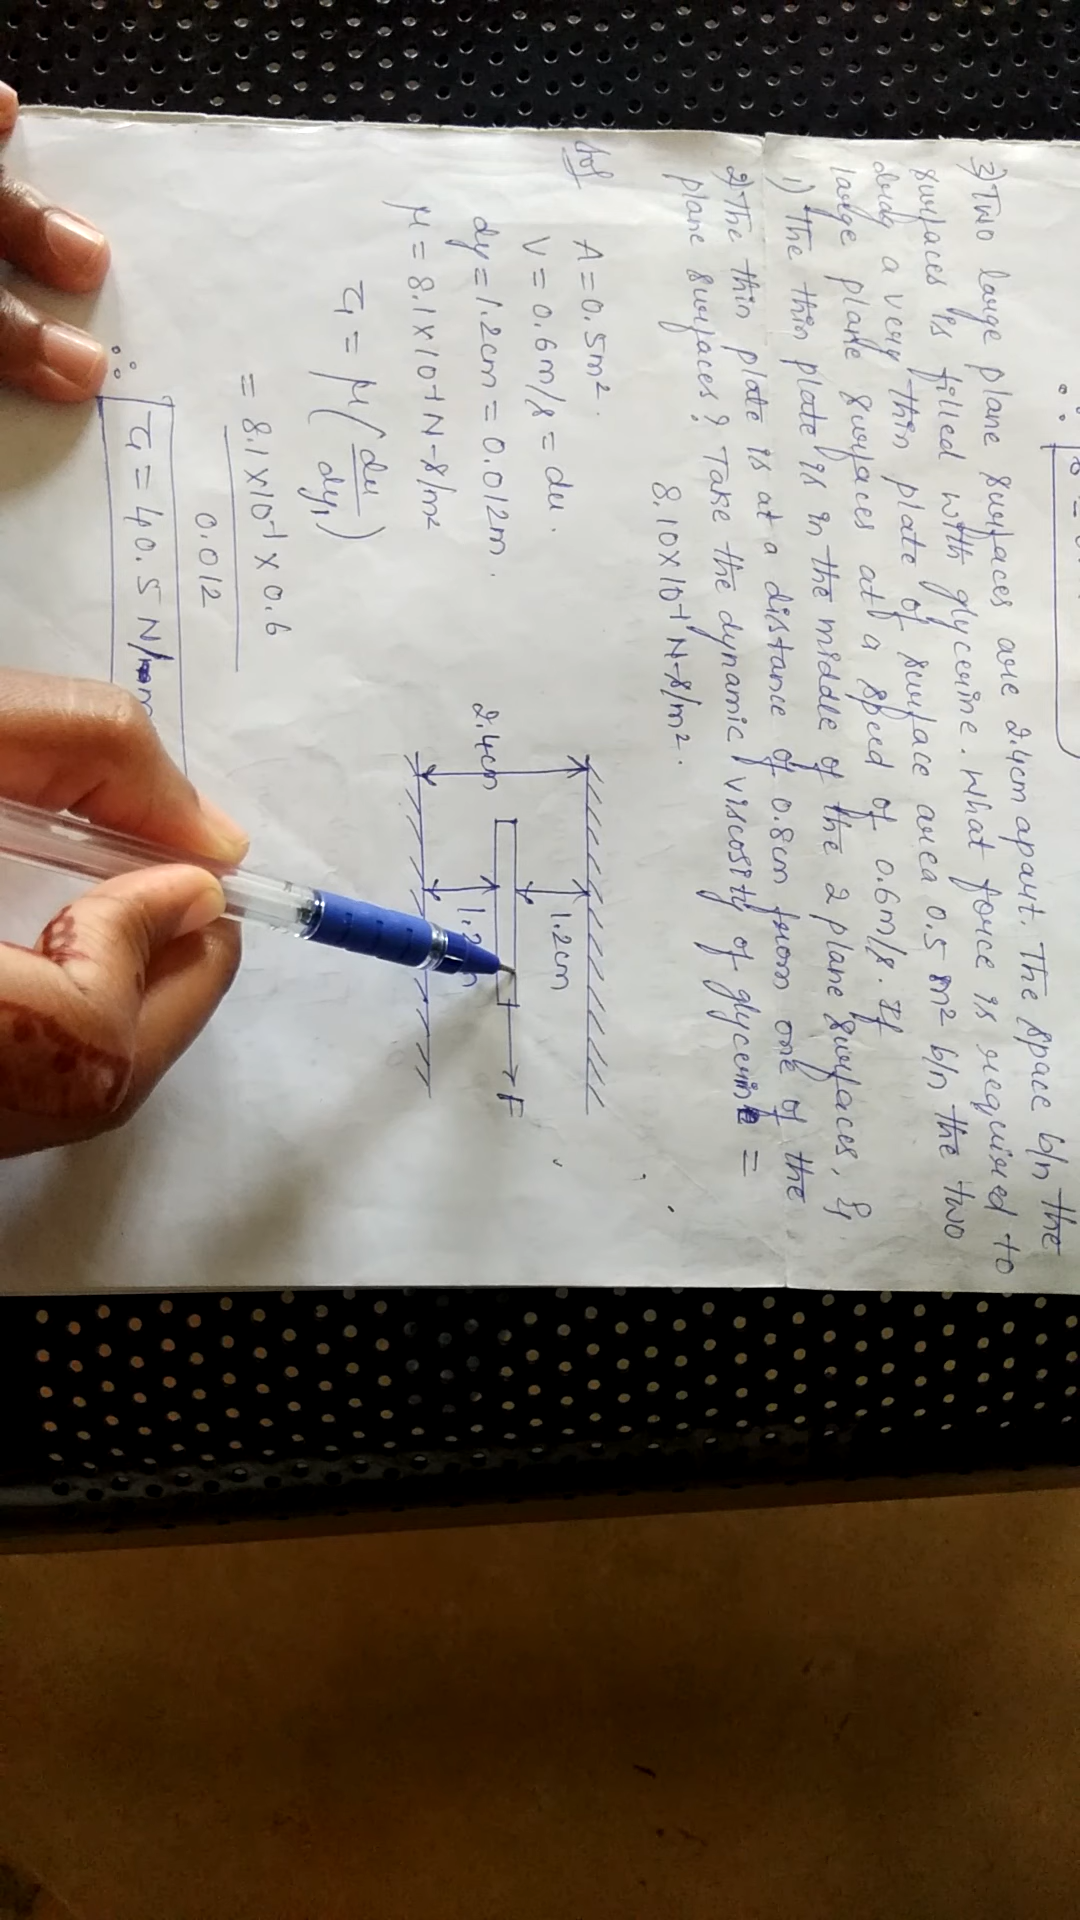 3) Two large plane surfaces are 2.4cm apart. The space b/n the
surfaces is filled with glycerine. What force is required to
drag a very thin plate of surface area 0.5 m² b/n the two
large plane surfaces at a speed of 0.6m/s. If
1) The thin plate is in the middle of the 2 plane surfaces, &
2) The thin plate is at a distance of 0.8cm from one of the
plane surfaces? Take the dynamic viscosity of glycerine =
8.10×10⁻¹ N-s/m².
Sol
A = 0.5m².
V = 0.6m/s = du.
dy = 1.2cm = 0.012m.
μ = 8.1×10⁻¹ N-s/m²
τ₁ = μ(du/dy₁)
= 8.1×10⁻¹ × 0.6
0.012
∴ τ₁ = 40.5 N/m
1.2cm
F
2.4cm